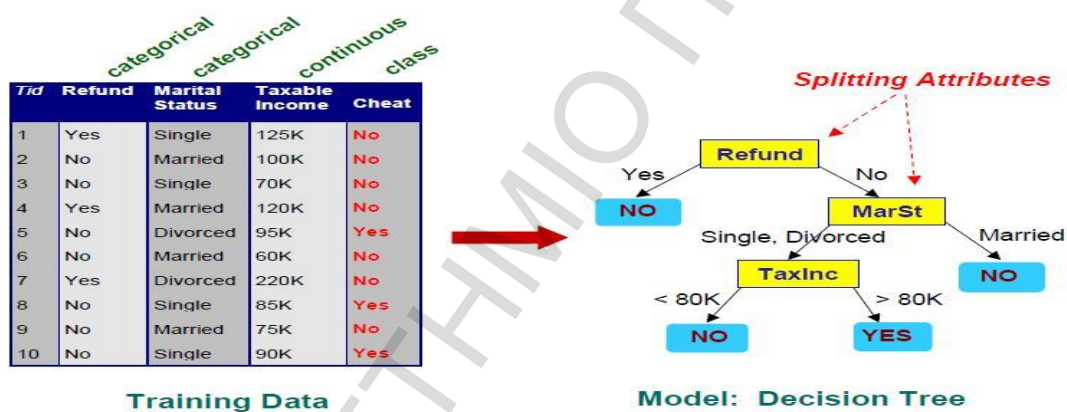 categorical categorical continuous class
Tid Refund Marital Status Taxable Income Cheat
1 Yes Single 125K No
2 No Married 100K No
3 No Single 70K No
4 Yes Married 120K No
5 No Divorced 95K Yes
6 No Married 60K No
7 Yes Divorced 220K No
8 No Single 85K Yes
9 No Married 75K No
10 No Single 90K Yes
Training Data
Splitting Attributes
Refund
Yes No
NO MarSt
Single, Divorced Married
TaxInc NO
< 80K > 80K
NO YES
Model: Decision Tree